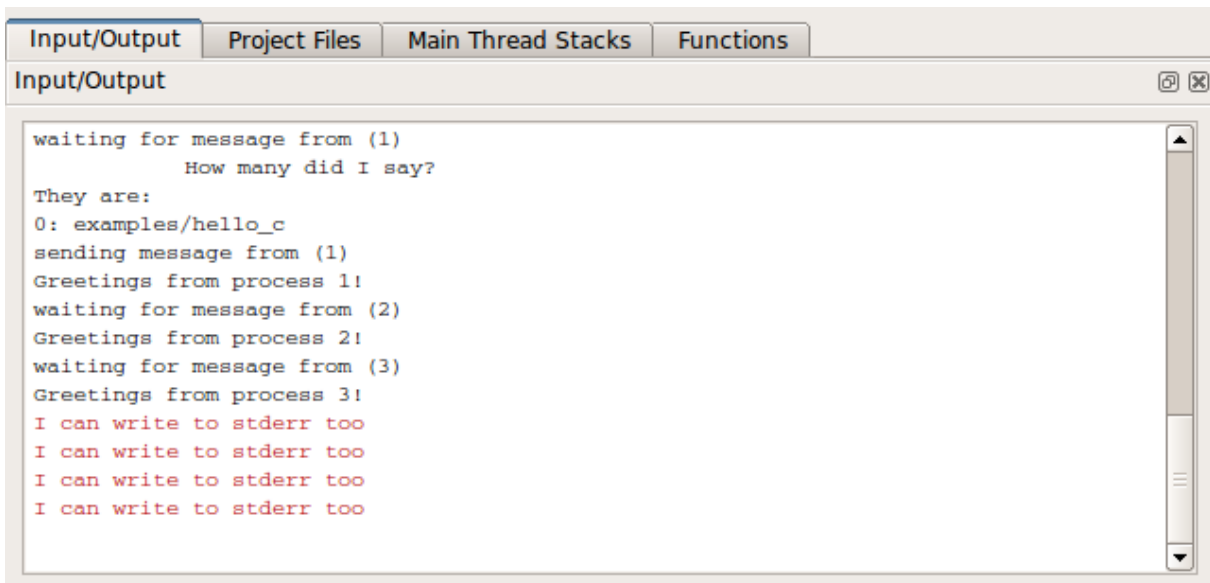 Input/Output Project Files Main Thread Stacks Functions
Input/Output
waiting for message from (1)
How many did I say?
They are:
0: examples/hello_c
sending message from (1)
Greetings from process 1!
waiting for message from (2)
Greetings from process 2!
waiting for message from (3)
Greetings from process 3!
I can write to stderr too
I can write to stderr too
I can write to stderr too
I can write to stderr too